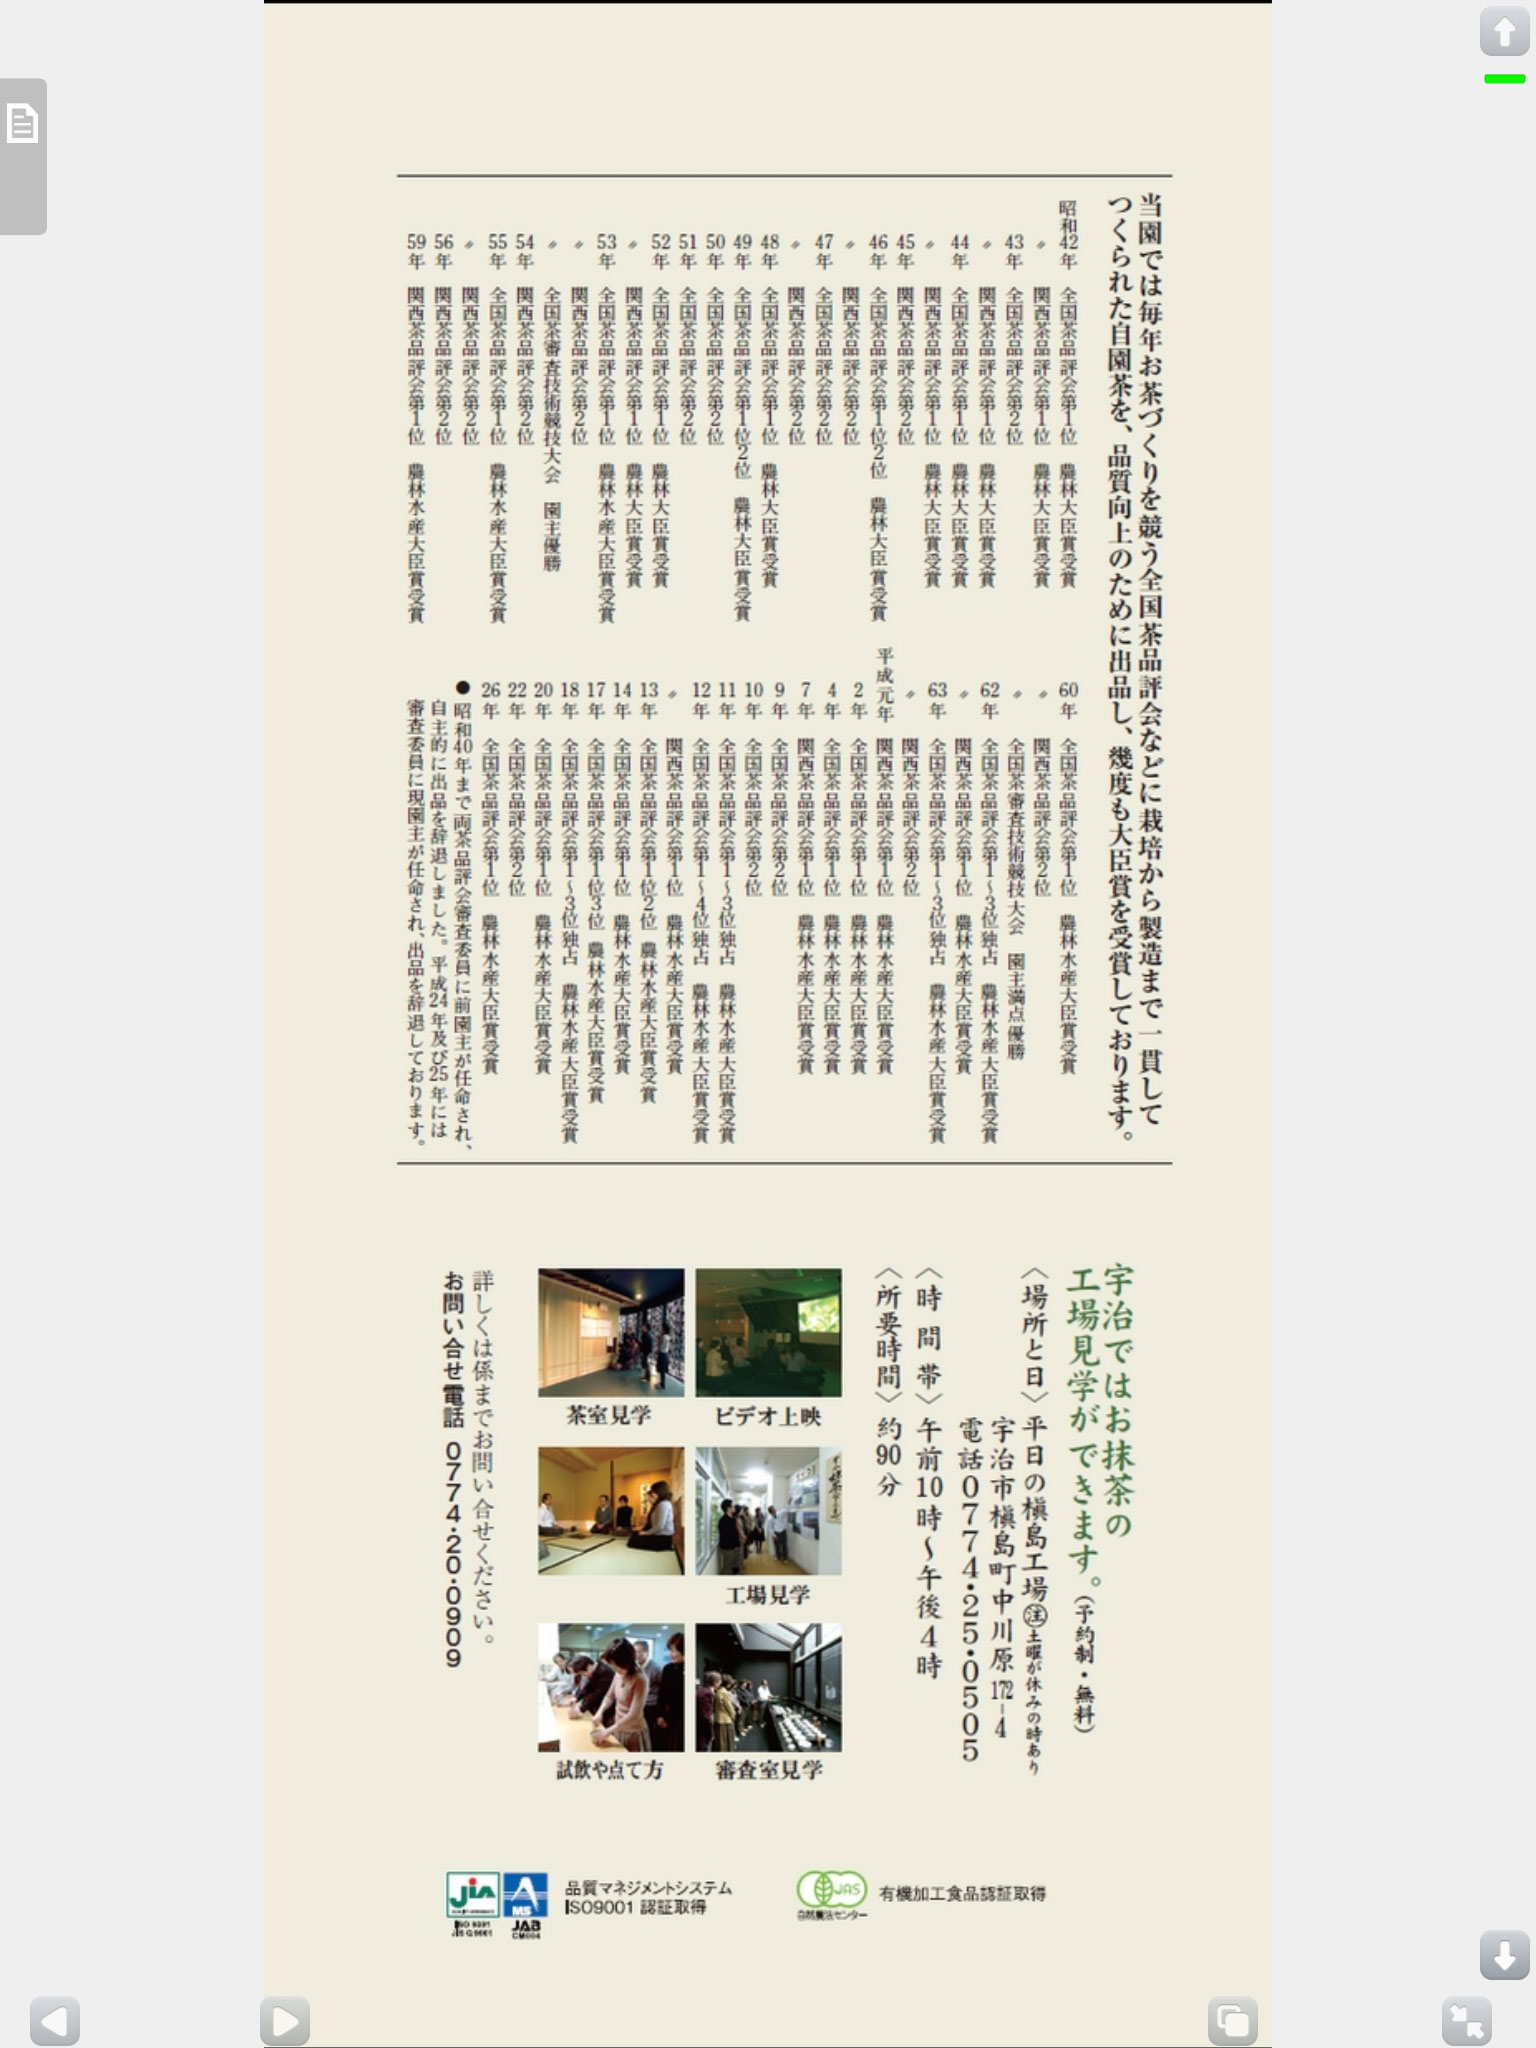 当園では毎年お茶づくりを競う全国茶品評会などに栽培から製造まで一貫して
つくられた自園茶を、品質向上のために出品し、幾度も大臣賞を受賞しております。
昭和42年 全国茶品評会第1位 農林大臣賞受賞
〃 関西茶品評会第1位 農林大臣賞受賞
43年 全国茶品評会第2位
〃 関西茶品評会第1位 農林大臣賞受賞
44年 全国茶品評会第1位 農林大臣賞受賞
〃 関西茶品評会第1位 農林大臣賞受賞
45年 関西茶品評会第2位
46年 全国茶品評会第1位2位 農林大臣賞受賞
〃 関西茶品評会第2位
47年 全国茶品評会第2位
〃 関西茶品評会第2位
48年 全国茶品評会第1位 農林大臣賞受賞
49年 全国茶品評会第1位2位 農林大臣賞受賞
50年 全国茶品評会第2位
51年 全国茶品評会第2位
52年 全国茶品評会第1位 農林大臣賞受賞
〃 関西茶品評会第1位 農林大臣賞受賞
53年 全国茶品評会第1位 農林水産大臣賞受賞
〃 関西茶品評会第2位
〃 全国茶審査技術競技大会 園主優勝
54年 関西茶品評会第2位
55年 全国茶品評会第1位 農林水産大臣賞受賞
〃 関西茶品評会第2位
56年 関西茶品評会第2位
59年 関西茶品評会第1位 農林水産大臣賞受賞
60年 全国茶品評会第1位 農林水産大臣賞受賞
〃 関西茶品評会第2位
〃 全国茶審査技術競技大会 園主満点優勝
62年 全国茶品評会第1〜3位独占 農林水産大臣賞受賞
〃 関西茶品評会第1位 農林水産大臣賞受賞
63年 全国茶品評会第1〜3位独占 農林水産大臣賞受賞
〃 関西茶品評会第2位
平成元年 関西茶品評会第1位 農林水産大臣賞受賞
2年 全国茶品評会第1位 農林水産大臣賞受賞
4年 全国茶品評会第1位 農林水産大臣賞受賞
7年 関西茶品評会第1位 農林水産大臣賞受賞
9年 全国茶品評会第2位
10年 全国茶品評会第2位
11年 全国茶品評会第1〜3位独占 農林水産大臣賞受賞
12年 全国茶品評会第1〜4位独占 農林水産大臣賞受賞
〃 関西茶品評会第1位 農林水産大臣賞受賞
13年 全国茶品評会第1位2位 農林水産大臣賞受賞
14年 全国茶品評会第1位 農林水産大臣賞受賞
17年 全国茶品評会第1位3位 農林水産大臣賞受賞
18年 全国茶品評会第1〜3位独占 農林水産大臣賞受賞
20年 全国茶品評会第1位 農林水産大臣賞受賞
22年 全国茶品評会第2位
26年 全国茶品評会第1位 農林水産大臣賞受賞
●昭和40年まで両茶品評会審査委員に前園主が任命され、
自主的に出品を辞退しました。平成24年及び25年には
審査委員に現園主が任命され、出品を辞退しております。
宇治ではお抹茶の
工場見学ができます。(予約制・無料)
〈場所と日〉平日の槇島工場㊟土曜が休みの時あり
宇治市槇島町中川原172-4
電話0774・25・0505
〈時間帯〉午前10時〜午後4時
〈所要時間〉約90分
ビデオ上映
茶室見学
工場見学
審査室見学
試飲や点て方
詳しくは係までお問い合せください。
お問い合せ電話 0774・20・0909
JIA
ISO 9001
JIS Q 9001
MS
JAB
CM004
品質マネジメントシステム
ISO9001 認証取得
JAS
自然農法センター
有機加工食品認証取得